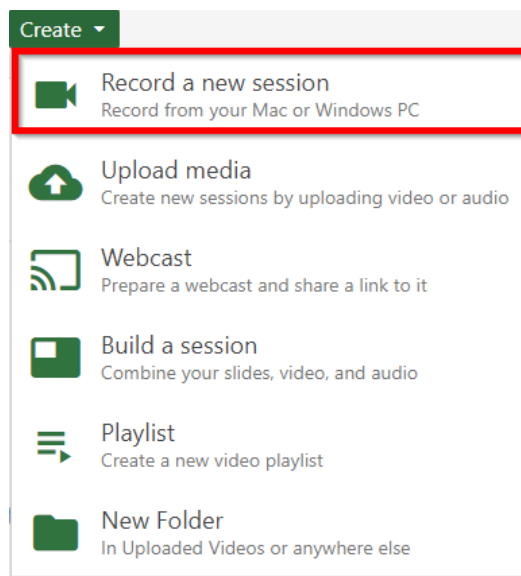 Create
Record a new session
Record from your Mac or Windows PC
Upload media
Create new sessions by uploading video or audio
Webcast
Prepare a webcast and share a link to it
Build a session
Combine your slides, video, and audio
Playlist
Create a new video playlist
New Folder
In Uploaded Videos or anywhere else